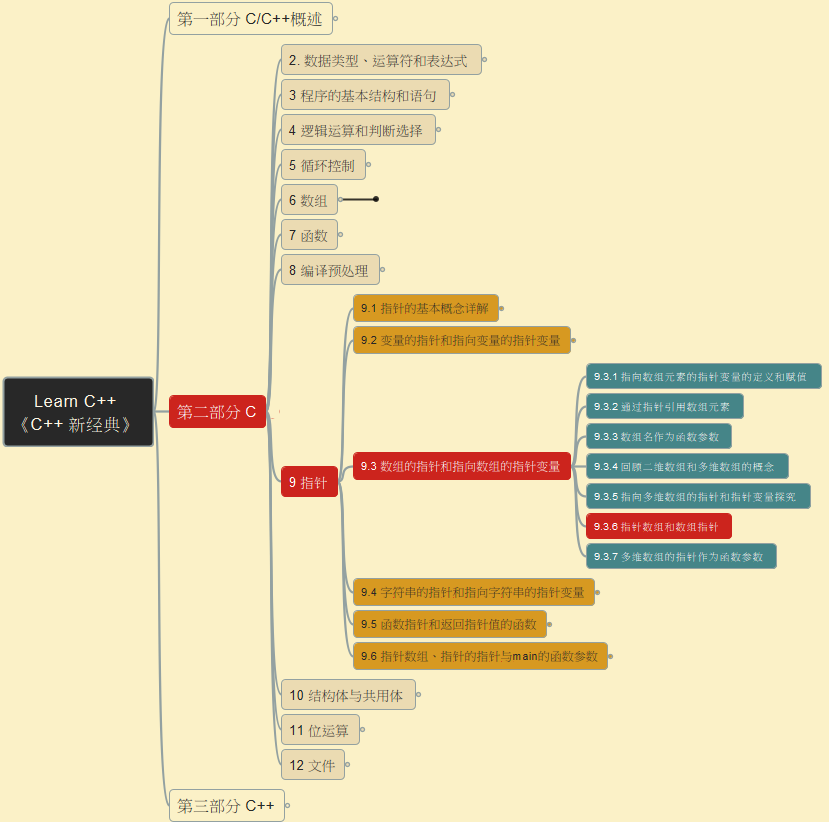 第一部分 C/C++概述
2. 数据类型、运算符和表达式
3 程序的基本结构和语句
4 逻辑运算和判断选择
5 循环控制
6 数组
7 函数
8 编译预处理
9.1 指针的基本概念详解
9.2 变量的指针和指向变量的指针变量
9.3.1 指向数组元素的指针变量的定义和赋值
9.3.2 通过指针引用数组元素
Learn C++
《C++ 新经典》
第二部分 C
9.3.3 数组名作为函数参数
9.3 数组的指针和指向数组的指针变量
9.3.4 回顾二维数组和多维数组的概念
9 指针
9.3.5 指向多维数组的指针和指针变量探究
9.3.6 指针数组和数组指针
9.3.7 多维数组的指针作为函数参数
9.4 字符串的指针和指向字符串的指针变量
9.5 函数指针和返回指针值的函数
9.6 指针数组、指针的指针与main的函数参数
10 结构体与共用体
11 位运算
12 文件
第三部分 C++